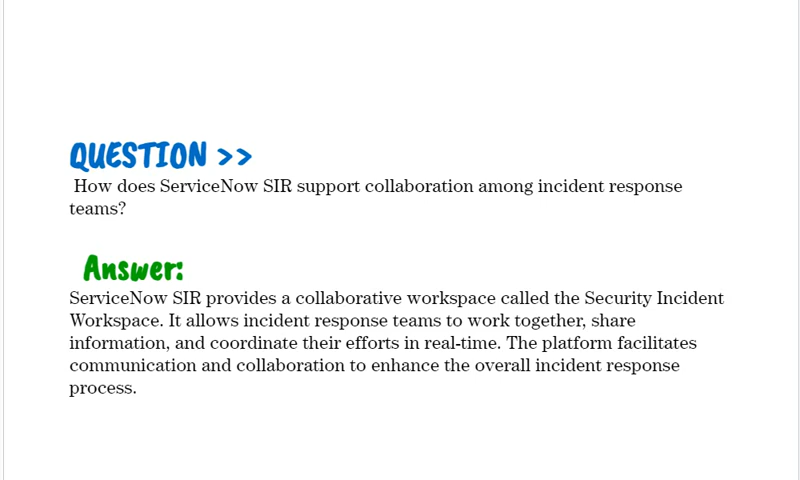 QUESTION >>
How does ServiceNow SIR support collaboration among incident response
teams?
Answer:
ServiceNow SIR provides a collaborative workspace called the Security Incident
Workspace. It allows incident response teams to work together, share
information, and coordinate their efforts in real-time. The platform facilitates
communication and collaboration to enhance the overall incident response
process.